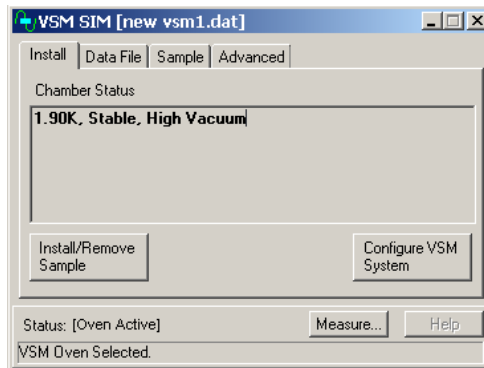 VSM SIM [new vsm1.dat]
Install Data File Sample Advanced
Chamber Status
1.90K, Stable, High Vacuum
Install/Remove Configure VSM
Sample System
Status: [Oven Active] Measure... Help
VSM Oven Selected.